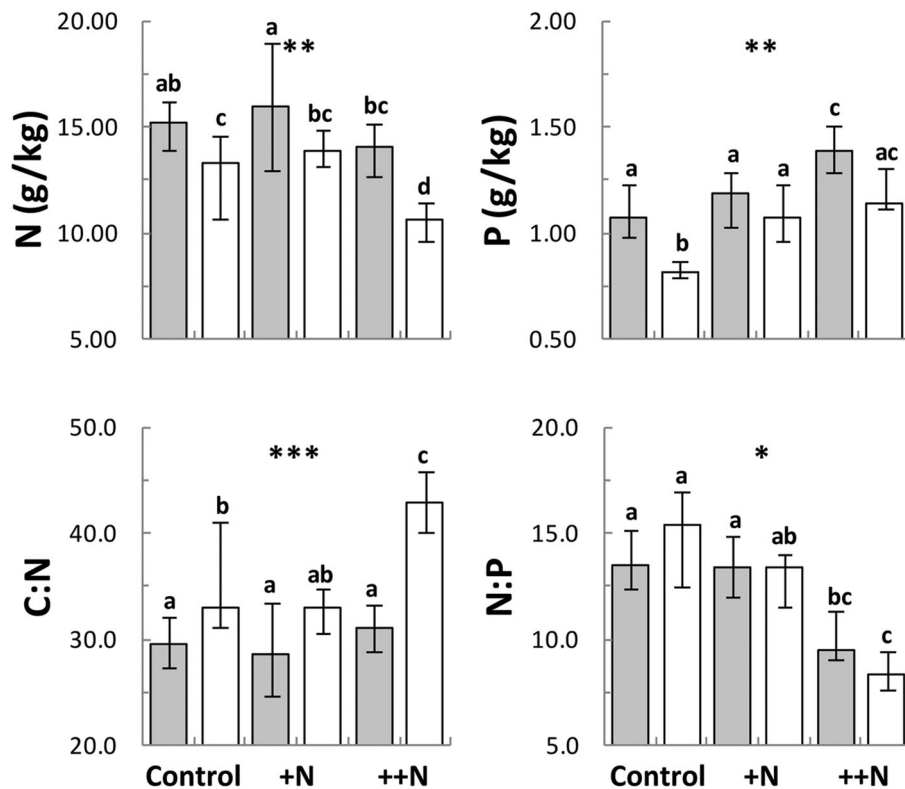 N (g/kg)
20.00
15.00
10.00
5.00
ab
c
a
**
bc
bc
d
P (g/kg)
2.00
1.50
1.00
0.50
a
b
a
**
a
c
ac
C:N
50.0
40.0
30.0
20.0
a
b
a
***
ab
a
c
Control
+N
++N
N:P
20.0
15.0
10.0
5.0
a
a
a
*
ab
bc
c
Control
+N
++N